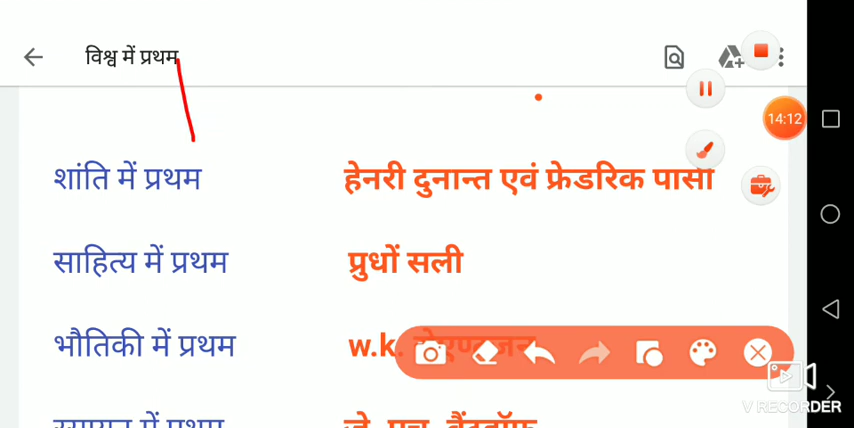 विश्व में प्रथम
14:12
शांति में प्रथम हेनरी दुनान्त एवं फ्रेडरिक पासी
साहित्य में प्रथम प्रुधों सली
भौतिकी में प्रथम w.k.
V RECORDER